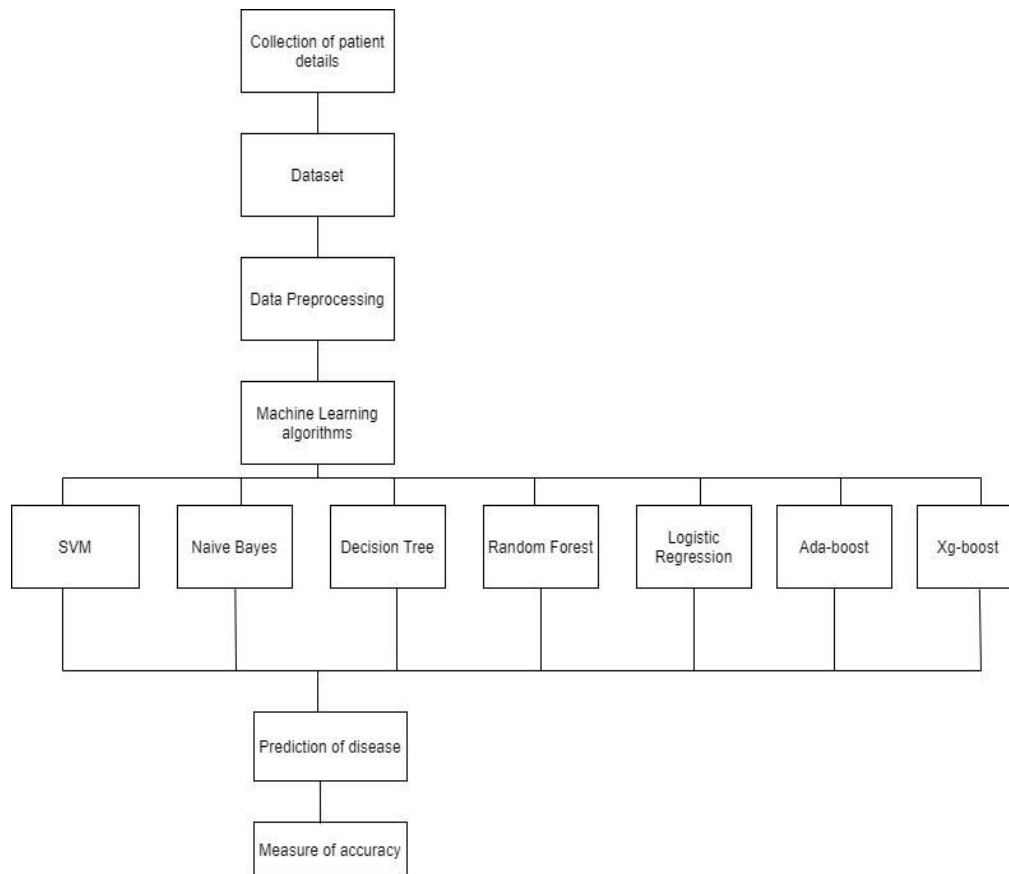 Collection of patient
details
Dataset
Data Preprocessing
Machine Learning
algorithms
SVM
Naive Bayes
Decision Tree
Random Forest
Logistic
Regression
Ada-boost
Xg-boost
Prediction of disease
Measure of accuracy